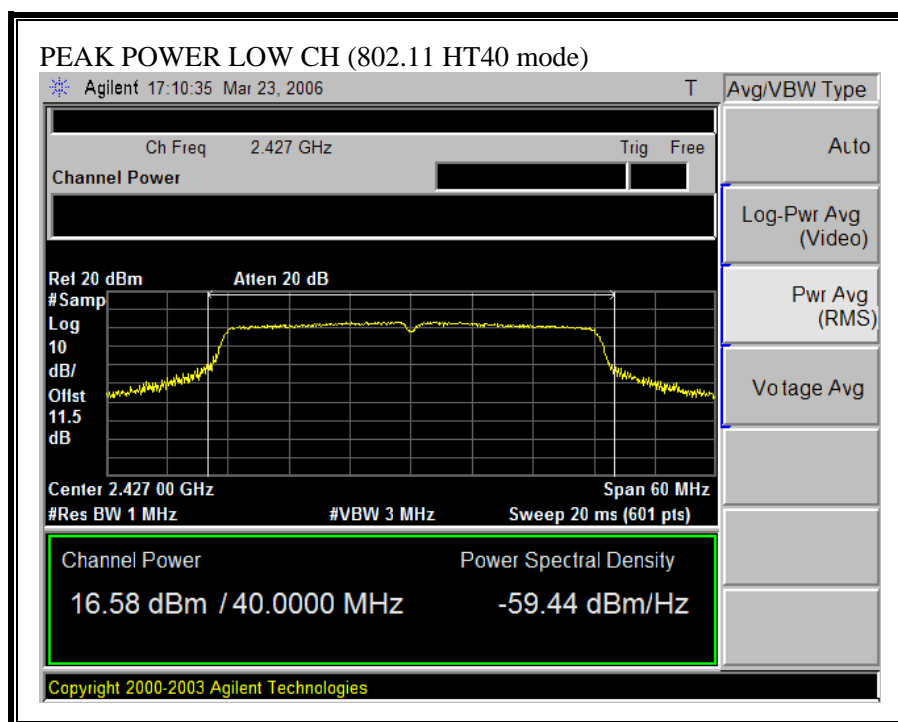 PEAK POWER LOW CH (802.11 HT40 mode)
Agilent 17:10:35 Mar 23, 2006 T
Avg/VBW Type
Ch Freq 2.427 GHz Trig Free
Channel Power
Auto
Log-Pwr Avg
(Video)
Pwr Avg
(RMS)
Votage Avg
Ref 20 dBm Atten 20 dB
#Samp
Log
10
dB/
Offst
11.5
dB
Center 2.427 00 GHz Span 60 MHz
#Res BW 1 MHz #VBW 3 MHz Sweep 20 ms (601 pts)
Channel Power Power Spectral Density
16.58 dBm / 40.0000 MHz -59.44 dBm/Hz
Copyright 2000-2003 Agilent Technologies